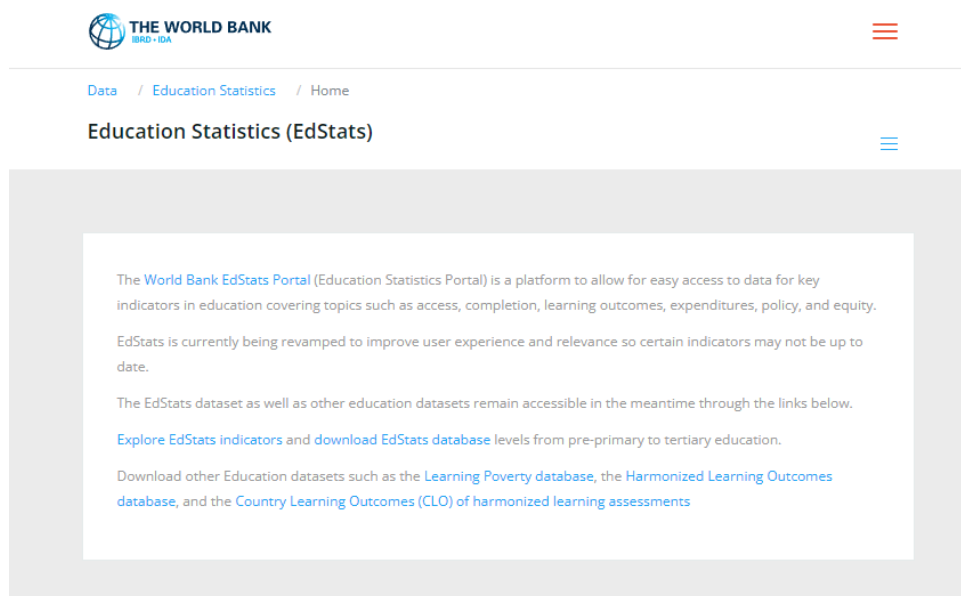 THE WORLD BANK
IBRD • IDA
Data / Education Statistics / Home
Education Statistics (EdStats)
The World Bank EdStats Portal (Education Statistics Portal) is a platform to allow for easy access to data for key
indicators in education covering topics such as access, completion, learning outcomes, expenditures, policy, and equity.
EdStats is currently being revamped to improve user experience and relevance so certain indicators may not be up to
date.
The EdStats dataset as well as other education datasets remain accessible in the meantime through the links below.
Explore EdStats indicators and download EdStats database levels from pre-primary to tertiary education.
Download other Education datasets such as the Learning Poverty database, the Harmonized Learning Outcomes
database, and the Country Learning Outcomes (CLO) of harmonized learning assessments